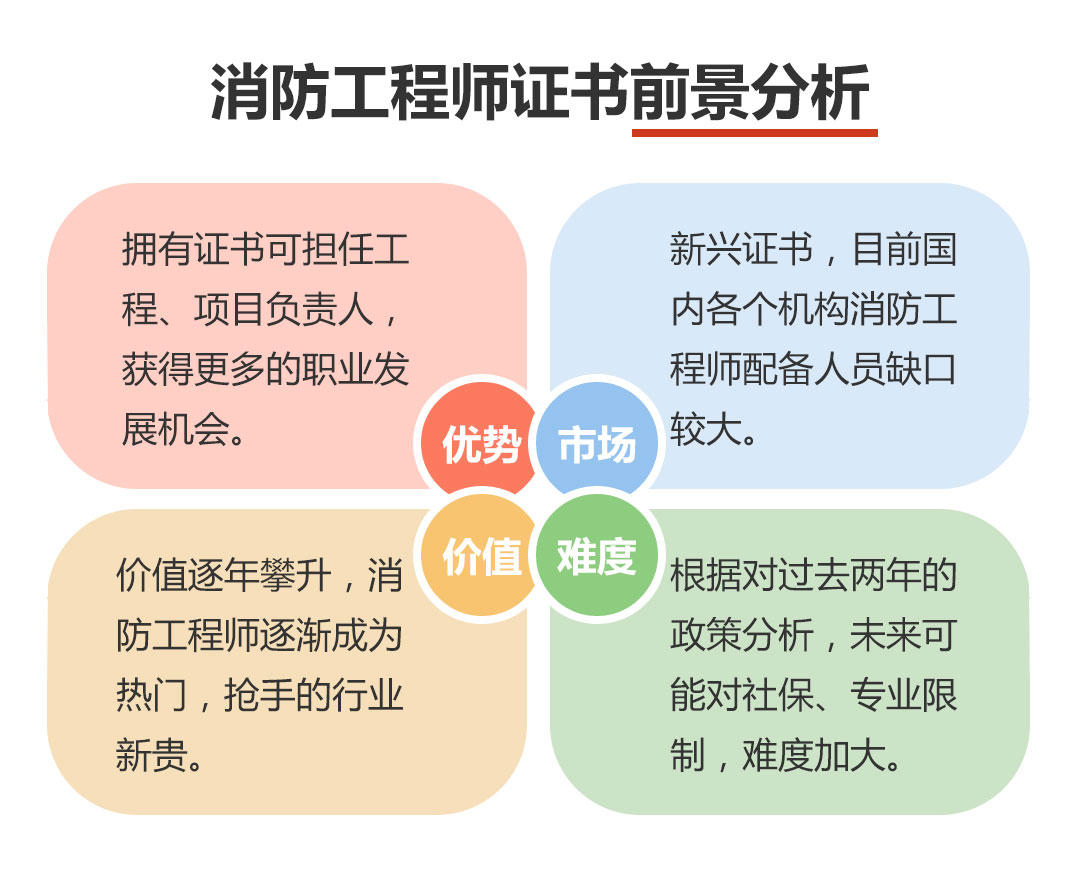 消防工程师证书前景分析
拥有证书可担任工
程、项目负责人，
获得更多的职业发
展机会。
优势
新兴证书，目前国
内各个机构消防工
程师配备人员缺口
较大。
市场
价值逐年攀升，消
防工程师逐渐成为
热门，抢手的行业
新贵。
价值
难度
根据对过去两年的
政策分析，未来可
能对社保、专业限
制，难度加大。